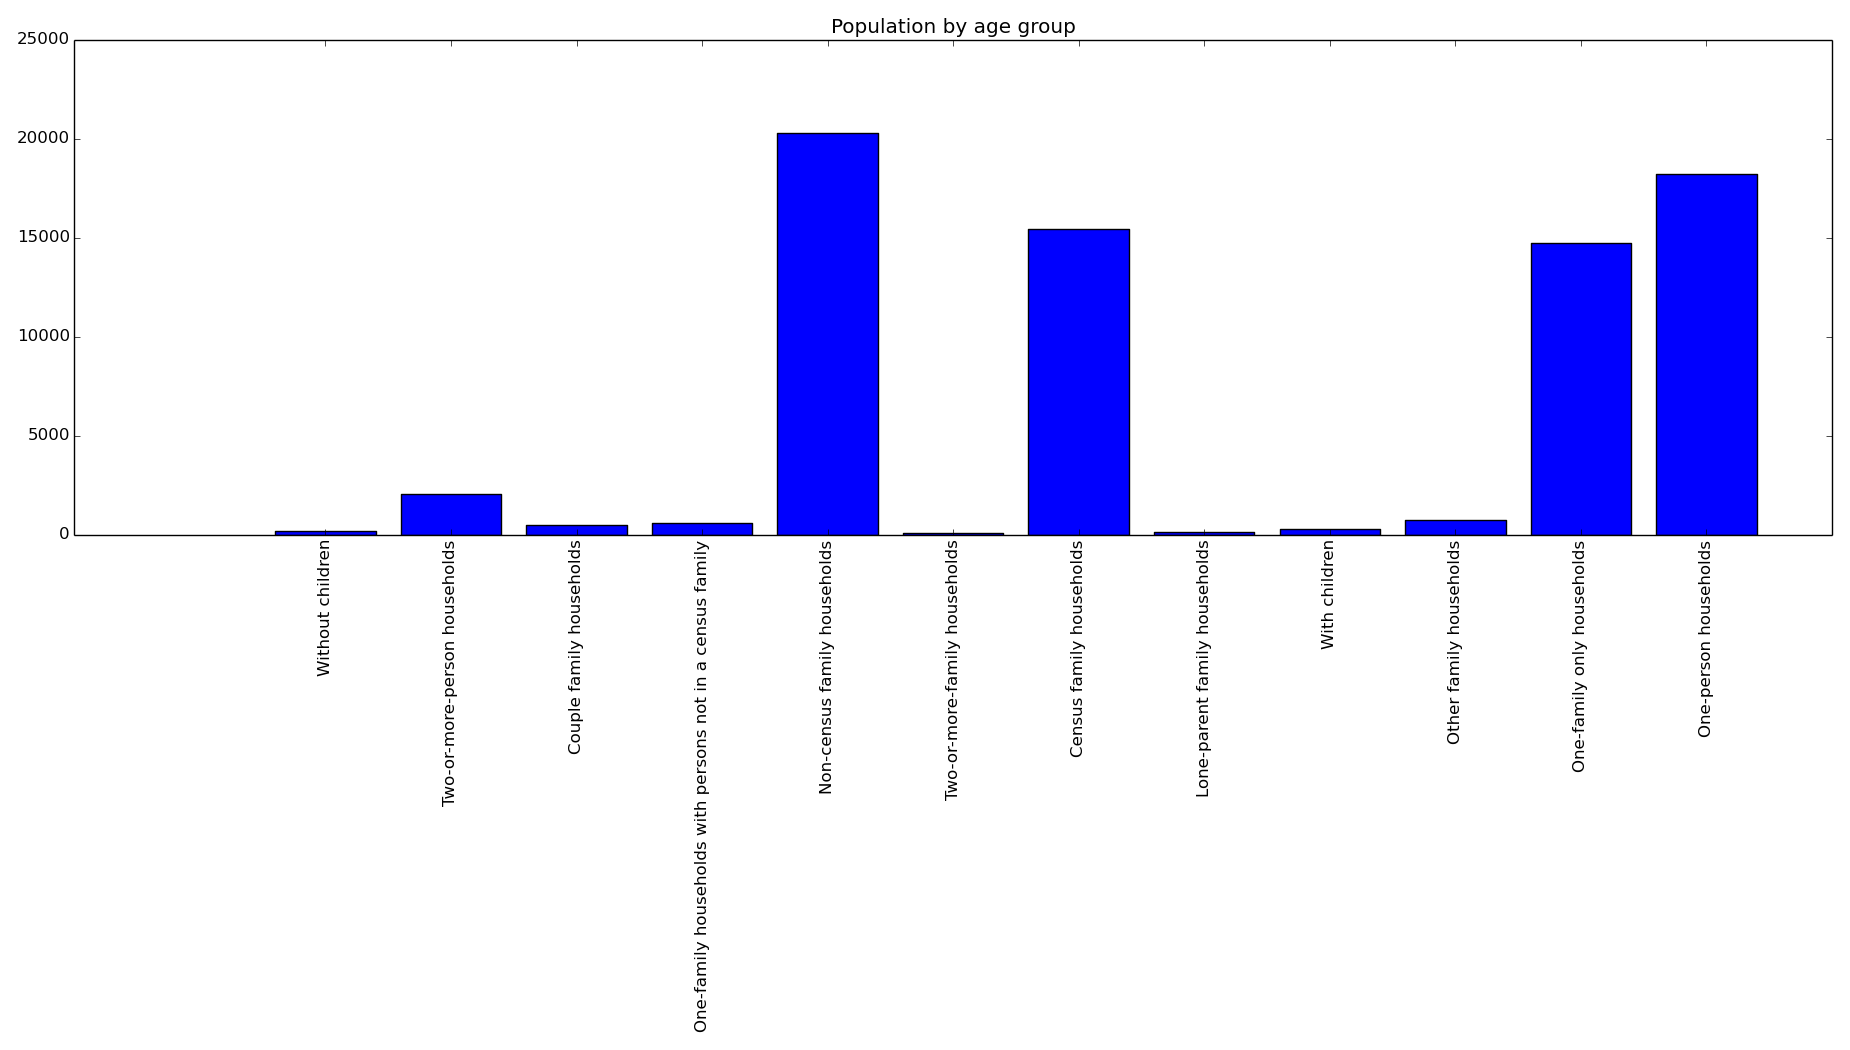 Population by age group
25000
20000
15000
10000
5000
0
Without children
Two-or-more-person households
Couple family households
One-family households with persons not in a census family
Non-census family households
Two-or-more-family households
Census family households
Lone-parent family households
With children
Other family households
One-family only households
One-person households